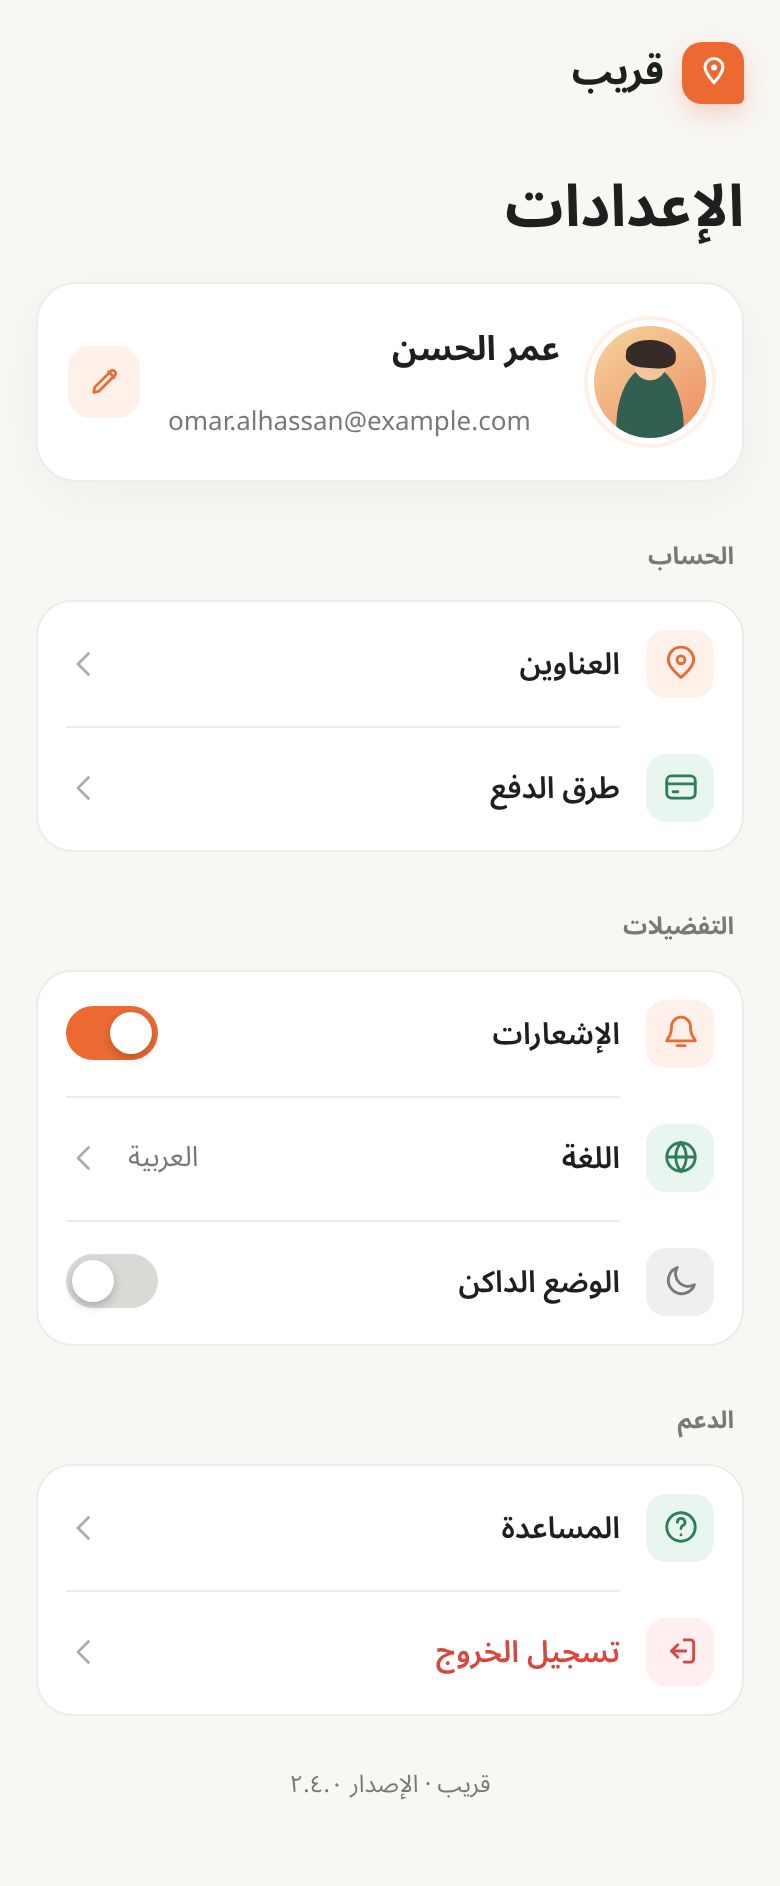 قريب
الإعدادات
عمر الحسن
omar.alhassan@example.com
الحساب
العناوين
طرق الدفع
التفضيلات
الإشعارات
اللغة العربية
الوضع الداكن
الدعم
المساعدة
تسجيل الخروج
قريب · الإصدار ٢.٤.٠